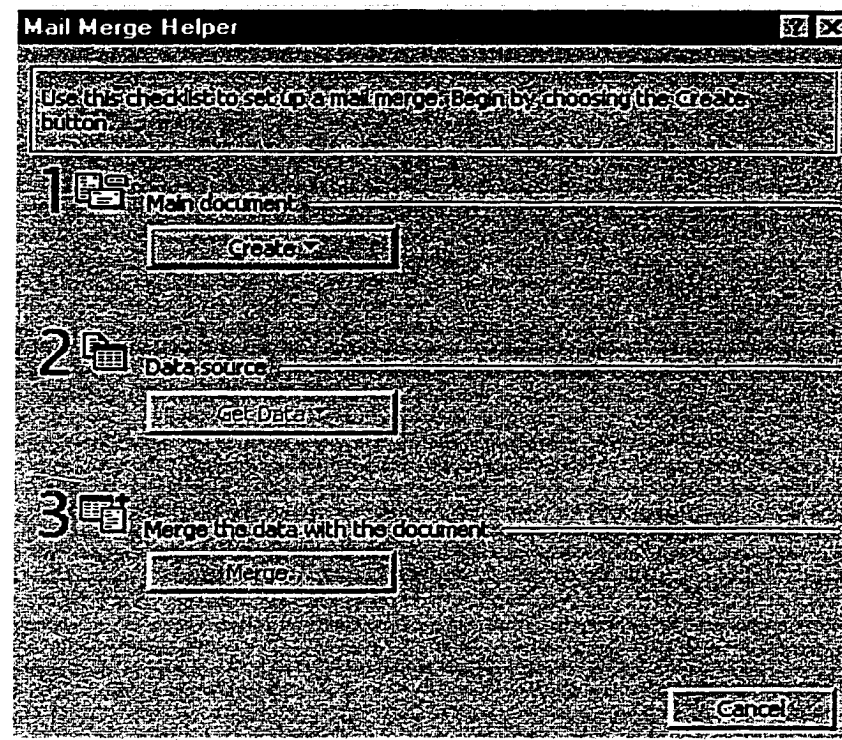 Mail Merge Helper
Use this checklist to set up a mail merge. Begin by choosing the Create
button.
1 Main document
Create
2 Data source
Get Data
3 Merge the data with the document
Merge...
Cancel